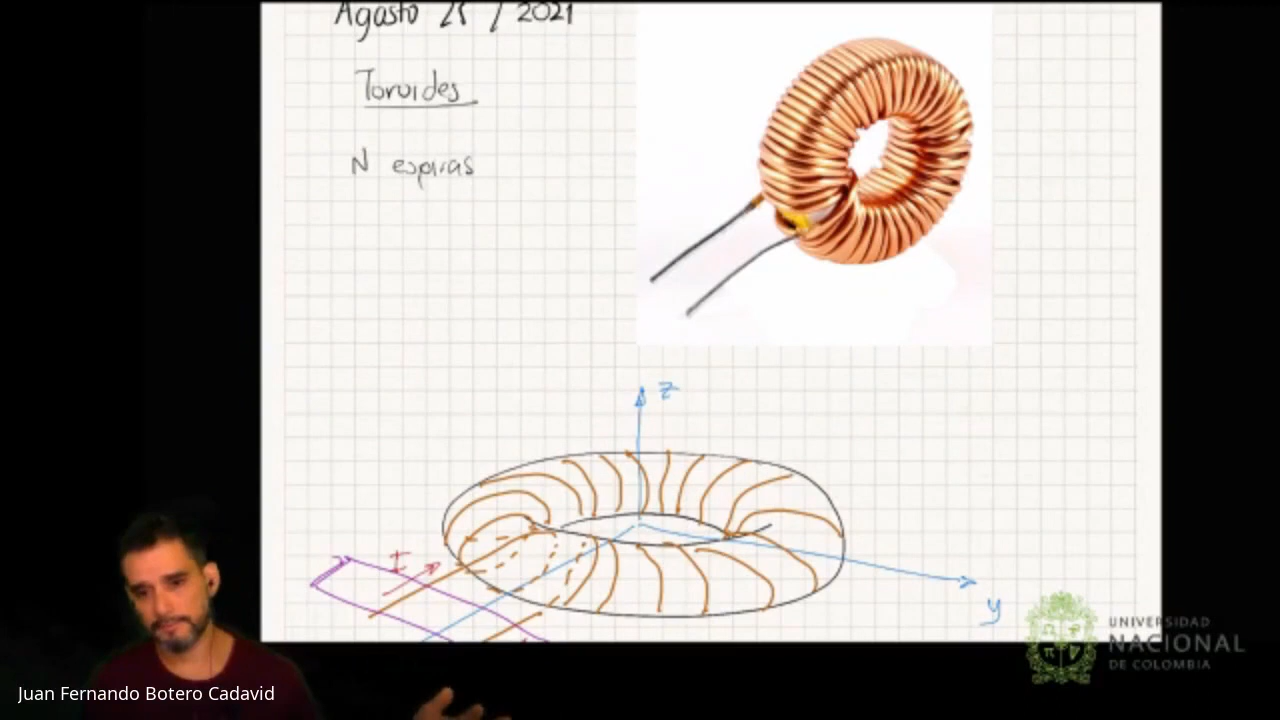 Agosto 25 / 2021
Toroides
N espiras
z
I
y
UNIVERSIDAD
NACIONAL
DE COLOMBIA
Juan Fernando Botero Cadavid